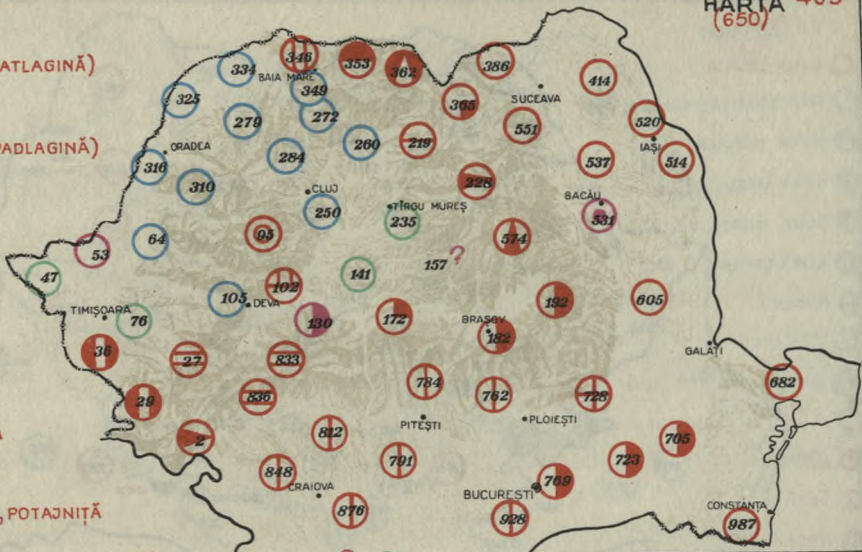 HARTA
(650)
ATLAGINĂ)
346
353
362
386
334
BAIA MARE
349
365
414
325
SUCEAVA
279
272
551
520
260
219
IAȘI
ORADEA
284
537
514
316
310
228
CLUJ
BACĂU
250
TÎRGU MUREȘ
235
531
PADLAGINĂ)
64
95
574
53
157 ?
47
141
102
105
DEVA
192
605
TIMIȘOARA
76
130
172
BRAȘOV
182
36
GALAȚI
27
833
784
762
728
682
29
836
PITEȘTI
PLOIEȘTI
2
812
705
791
723
848
CRAIOVA
769
BUCUREȘTI
876
928
CONSTANȚA
987
, POTAJNIȚĂ